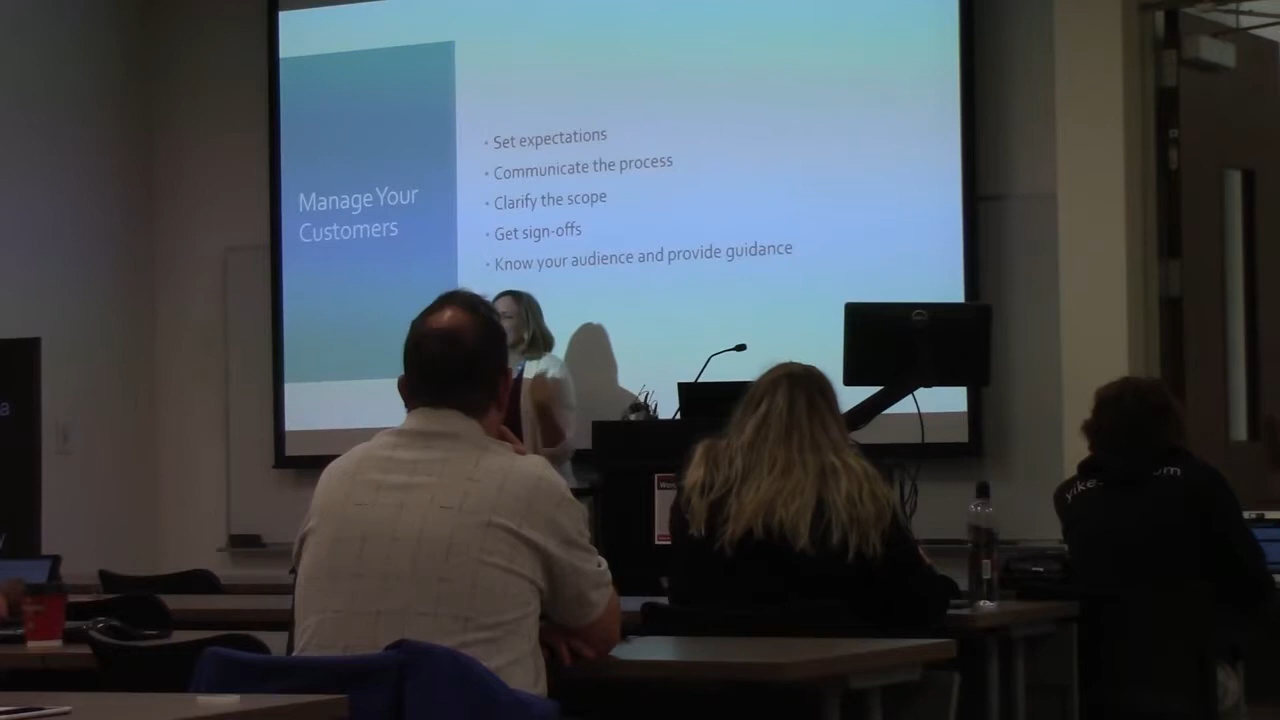 Manage Your
Customers
• Set expectations
• Communicate the process
• Clarify the scope
• Get sign-offs
• Know your audience and provide guidance